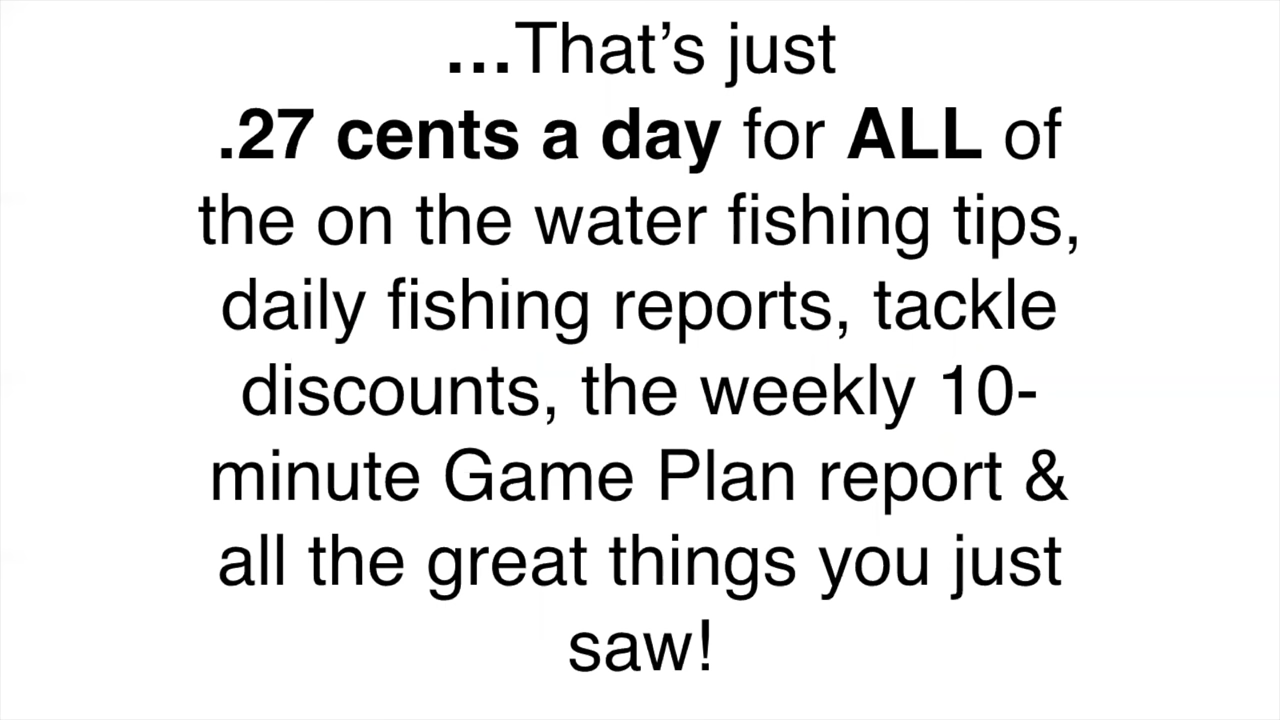 ...That’s just
.27 cents a day for ALL of
the on the water fishing tips,
daily fishing reports, tackle
discounts, the weekly 10-
minute Game Plan report &
all the great things you just
saw!